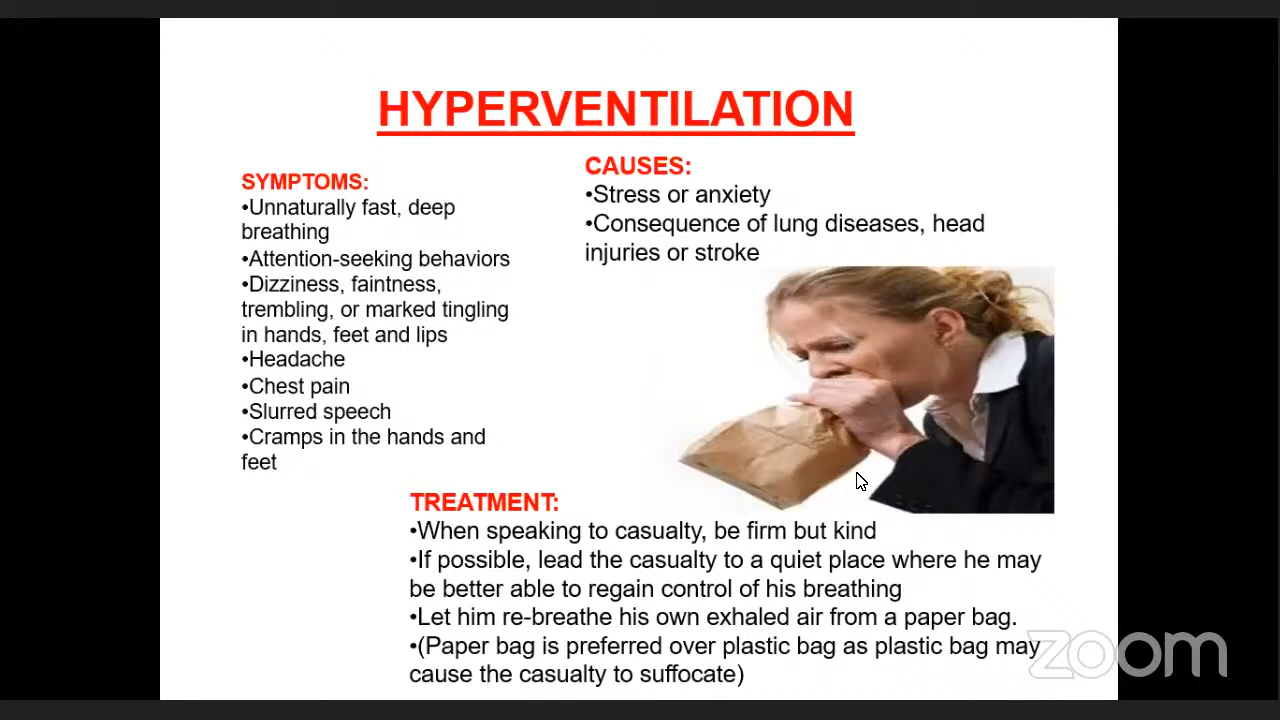 HYPERVENTILATION
SYMPTOMS:
•Unnaturally fast, deep
breathing
•Attention-seeking behaviors
•Dizziness, faintness,
trembling, or marked tingling
in hands, feet and lips
•Headache
•Chest pain
•Slurred speech
•Cramps in the hands and
feet
CAUSES:
•Stress or anxiety
•Consequence of lung diseases, head
injuries or stroke
TREATMENT:
•When speaking to casualty, be firm but kind
•If possible, lead the casualty to a quiet place where he may
be better able to regain control of his breathing
•Let him re-breathe his own exhaled air from a paper bag.
•(Paper bag is preferred over plastic bag as plastic bag may
cause the casualty to suffocate)
zoom